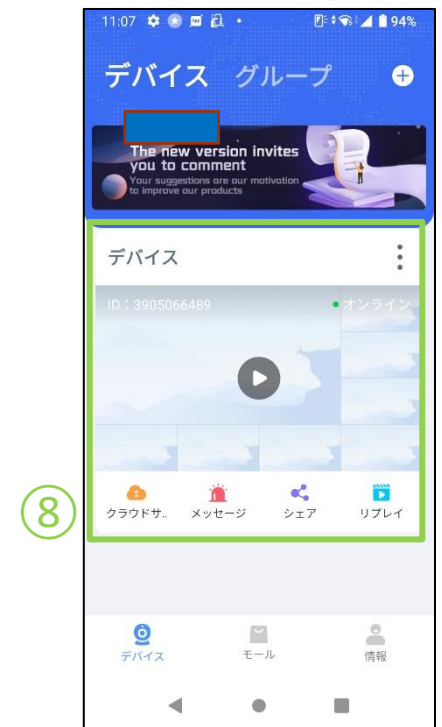 11:07 94%
デバイス グループ
The new version invites
you to comment
Your suggestions are our motivation
to improve our products
デバイス
ID：3905066489 オンライン
クラウドサ.. メッセージ シェア リプレイ
⑧
デバイス モール 情報